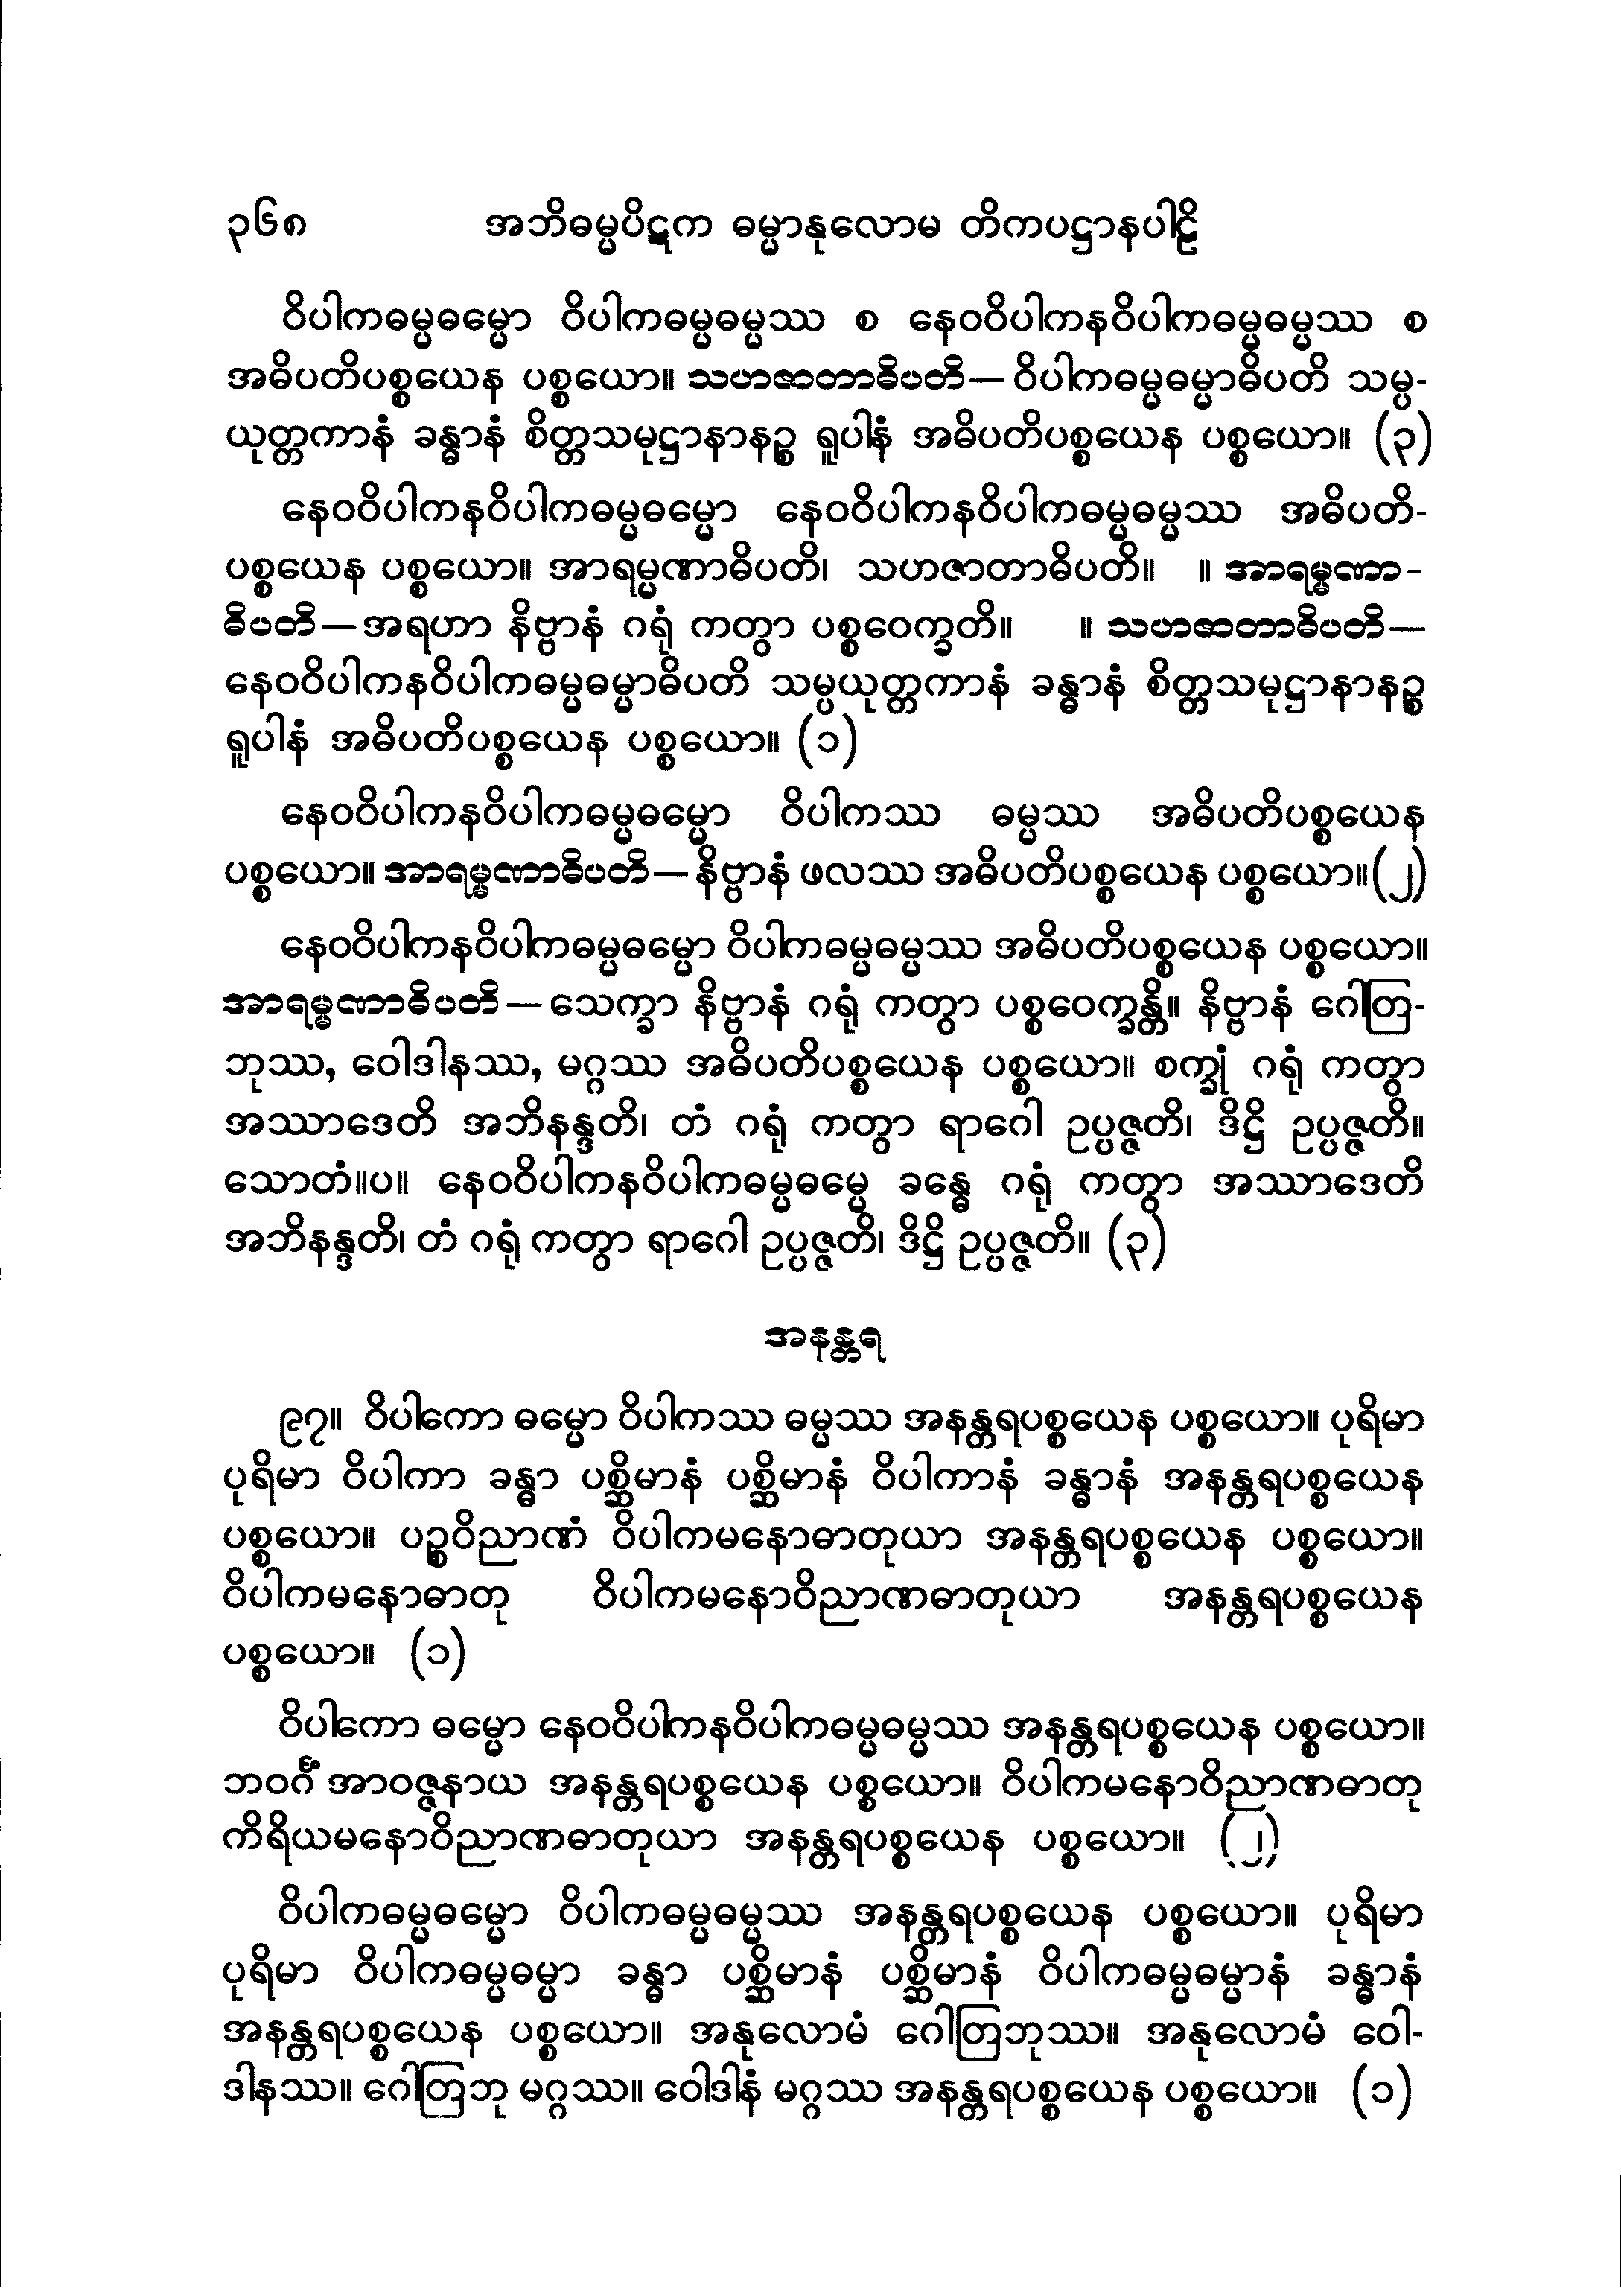 ၃၆၈ အဘိဓမ္မပိဋက ဓမ္မာနုလောမ တိကပဋ္ဌာနပါဠိ
ဝိပါကဓမ္မဓမ္မော ဝိပါကဓမ္မဓမ္မဿ စ နေဝဝိပါကနဝိပါကဓမ္မဓမ္မဿ စ
အဓိပတိပစ္စယေန ပစ္စယော။ သဟဇာတာဓိပတိ—ဝိပါကဓမ္မဓမ္မာဓိပတိ သမ္ပ-
ယုတ္တကာနံ ခန္ဓာနံ စိတ္တသမုဋ္ဌာနာနဉ္စ ရူပါနံ အဓိပတိပစ္စယေန ပစ္စယော။ (၃)
နေဝဝိပါကနဝိပါကဓမ္မဓမ္မော နေဝဝိပါကနဝိပါကဓမ္မဓမ္မဿ အဓိပတိ-
ပစ္စယေန ပစ္စယော။ အာရမ္မဏာဓိပတိ၊ သဟဇာတာဓိပတိ။ ။ အာရမ္မဏာ-
ဓိပတိ—အရဟာ နိဗ္ဗာနံ ဂရုံ ကတွာ ပစ္စဝေက္ခတိ။ ။ သဟဇာတာဓိပတိ—
နေဝဝိပါကနဝိပါကဓမ္မဓမ္မာဓိပတိ သမ္ပယုတ္တကာနံ ခန္ဓာနံ စိတ္တသမုဋ္ဌာနာနဉ္စ
ရူပါနံ အဓိပတိပစ္စယေန ပစ္စယော။ (၁)
နေဝဝိပါကနဝိပါကဓမ္မဓမ္မော ဝိပါကဿ ဓမ္မဿ အဓိပတိပစ္စယေန
ပစ္စယော။ အာရမ္မဏာဓိပတိ—နိဗ္ဗာနံ ဖလဿ အဓိပတိပစ္စယေန ပစ္စယော။(၂)
နေဝဝိပါကနဝိပါကဓမ္မဓမ္မော ဝိပါကဓမ္မဓမ္မဿ အဓိပတိပစ္စယေန ပစ္စယော။
အာရမ္မဏာဓိပတိ—သေက္ခာ နိဗ္ဗာနံ ဂရုံ ကတွာ ပစ္စဝေက္ခန္တိ။ နိဗ္ဗာနံ ဂေါတြ-
ဘုဿ, ဝေါဒါနဿ, မဂ္ဂဿ အဓိပတိပစ္စယေန ပစ္စယော။ စက္ခုံ ဂရုံ ကတွာ
အဿာဒေတိ အဘိနန္ဒတိ၊ တံ ဂရုံ ကတွာ ရာဂေါ ဥပ္ပဇ္ဇတိ၊ ဒိဋ္ဌိ ဥပ္ပဇ္ဇတိ။
သောတံ။ပ။ နေဝဝိပါကနဝိပါကဓမ္မဓမ္မေ ခန္ဓေ ဂရုံ ကတွာ အဿာဒေတိ
အဘိနန္ဒတိ၊ တံ ဂရုံ ကတွာ ရာဂေါ ဥပ္ပဇ္ဇတိ၊ ဒိဋ္ဌိ ဥပ္ပဇ္ဇတိ။ (၃)
အနန္တရ
၉၇။ ဝိပါကော ဓမ္မော ဝိပါကဿ ဓမ္မဿ အနန္တရပစ္စယေန ပစ္စယော။ ပုရိမာ
ပုရိမာ ဝိပါကာ ခန္ဓာ ပစ္ဆိမာနံ ပစ္ဆိမာနံ ဝိပါကာနံ ခန္ဓာနံ အနန္တရပစ္စယေန
ပစ္စယော။ ပဉ္စဝိညာဏံ ဝိပါကမနောဓာတုယာ အနန္တရပစ္စယေန ပစ္စယော။
ဝိပါကမနောဓာတု ဝိပါကမနောဝိညာဏဓာတုယာ အနန္တရပစ္စယေန
ပစ္စယော။ (၁)
ဝိပါကော ဓမ္မော နေဝဝိပါကနဝိပါကဓမ္မဓမ္မဿ အနန္တရပစ္စယေန ပစ္စယော။
ဘဝင်္ဂံ အာဝဇ္ဇနာယ အနန္တရပစ္စယေန ပစ္စယော။ ဝိပါကမနောဝိညာဏဓာတု
ကိရိယမနောဝိညာဏဓာတုယာ အနန္တရပစ္စယေန ပစ္စယော။ (၂)
ဝိပါကဓမ္မဓမ္မော ဝိပါကဓမ္မဓမ္မဿ အနန္တရပစ္စယေန ပစ္စယော။ ပုရိမာ
ပုရိမာ ဝိပါကဓမ္မဓမ္မာ ခန္ဓာ ပစ္ဆိမာနံ ပစ္ဆိမာနံ ဝိပါကဓမ္မဓမ္မာနံ ခန္ဓာနံ
အနန္တရပစ္စယေန ပစ္စယော။ အနုလောမံ ဂေါတြဘုဿ။ အနုလောမံ ဝေါ-
ဒါနဿ။ ဂေါတြဘု မဂ္ဂဿ။ ဝေါဒါနံ မဂ္ဂဿ အနန္တရပစ္စယေန ပစ္စယော။ (၁)